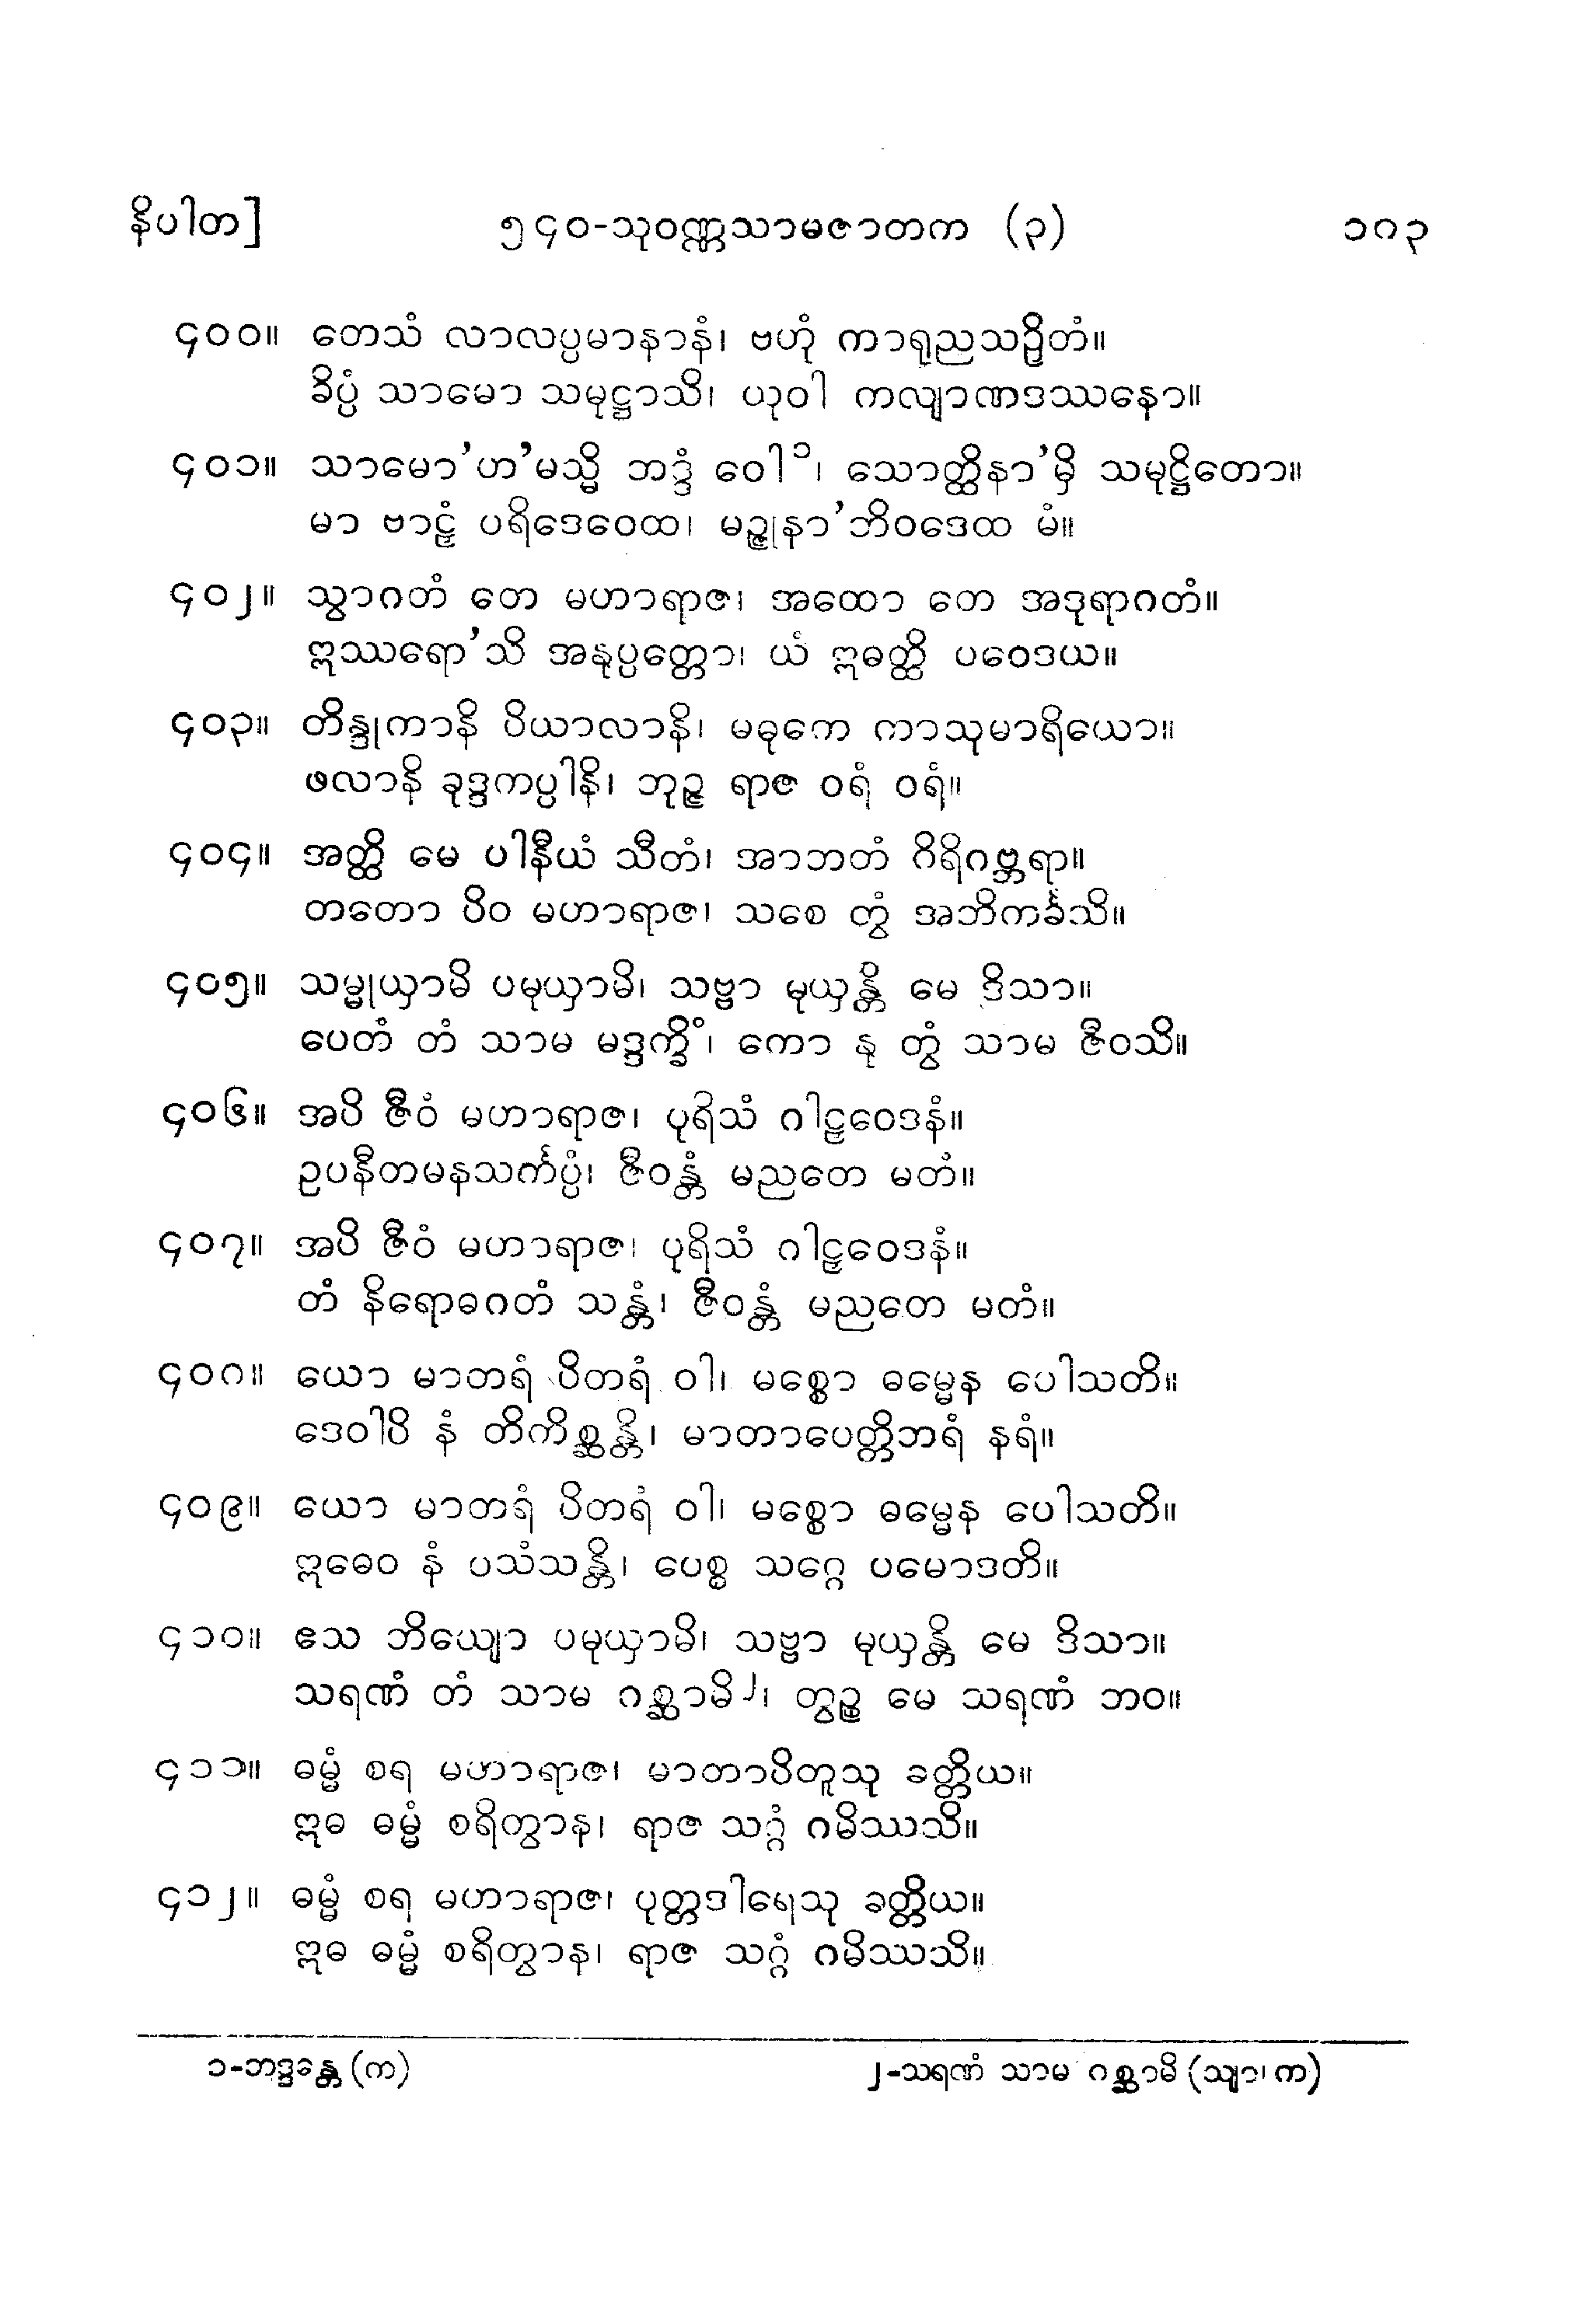 နိပါတ]
၅၄၀-သုဝဏ္ဏသာမဇာတက (၃)
၁၈၃
၄၀၀။ တေသံ လာလပ္ပမာနာနံ၊ ဗဟုံ ကာရုညသဉှိတံ။
ခိပ္ပံ သာမော သမုဋ္ဌာသိ၊ ယုဝါ ကလျာဏဒဿနော။
၄၀၁။ သာမော’ဟ’မသ္မိ ဘဒ္ဒံ ဝေါ၁၊ သောတ္ထိနာ’မှိ သမုဋ္ဌိတော။
မာ ဗာဠှံ ပရိဒေဝေထ၊ မဉ္ဇုနာ’ဘိဝဒေထ မံ။
၄၀၂။ သွာဂတံ တေ မဟာရာဇ၊ အထော တေ အဒုရာဂတံ။
ဣဿရော’သိ အနုပ္ပတ္တော၊ ယံ ဣဓတ္ထိ ပဝေဒယ။
၄၀၃။ တိန္ဒုကာနိ ပိယာလာနိ၊ မဓုကေ ကာသုမာရိယော။
ဖလာနိ ခုဒ္ဒကပ္ပါနိ၊ ဘုဉ္ဇ ရာဇ ဝရံ ဝရံ။
၄၀၄။ အတ္ထိ မေ ပါနီယံ သီတံ၊ အာဘတံ ဂိရိဂဗ္ဘရာ။
တတော ပိဝ မဟာရာဇ၊ သစေ တွံ အဘိကင်္ခသိ။
၄၀၅။ သမ္မုယှာမိ ပမုယှာမိ၊ သဗ္ဗာ မုယှန္တိ မေ ဒိသာ။
ပေတံ တံ သာမ မဒ္ဒက္ခိံ၊ ကော နု တွံ သာမ ဇီဝသိ။
၄၀၆။ အပိ ဇီဝံ မဟာရာဇ၊ ပုရိသံ ဂါဠှဝေဒနံ။
ဥပနီတမနသင်္ကပ္ပံ၊ ဇီဝန္တံ မညတေ မတံ။
၄၀၇။ အပိ ဇီဝံ မဟာရာဇ၊ ပုရိသံ ဂါဠှဝေဒနံ။
တံ နိရောဓဂတံ သန္တံ၊ ဇီဝန္တံ မညတေ မတံ။
၄၀၈။ ယော မာတရံ ပိတရံ ဝါ၊ မစ္စော ဓမ္မေန ပေါသတိ။
ဒေဝါပိ နံ တိကိစ္ဆန္တိ၊ မာတာပေတ္တိဘရံ နရံ။
၄၀၉။ ယော မာတရံ ပိတရံ ဝါ၊ မစ္စော ဓမ္မေန ပေါသတိ။
ဣဓေဝ နံ ပသံသန္တိ၊ ပေစ္စ သဂ္ဂေ ပမောဒတိ။
၄၁၀။ ဧသ ဘိယျော ပမုယှာမိ၊ သဗ္ဗာ မုယှန္တိ မေ ဒိသာ။
သရဏံ တံ သာမ ဂစ္ဆာမိ၂၊ တွဉ္စ မေ သရဏံ ဘဝ။
၄၁၁။ ဓမ္မံ စရ မဟာရာဇ၊ မာတာပိတူသု ခတ္တိယ။
ဣဓ ဓမ္မံ စရိတွာန၊ ရာဇ သဂ္ဂံ ဂမိဿသိ။
၄၁၂။ ဓမ္မံ စရ မဟာရာဇ၊ ပုတ္တဒါရေသု ခတ္တိယ။
ဣဓ ဓမ္မံ စရိတွာန၊ ရာဇ သဂ္ဂံ ဂမိဿသိ။
၁-ဘဒ္ဒန္တေ (က)
၂-သရဏံ သာမ ဂစ္ဆာမိ (သျာ၊ က)